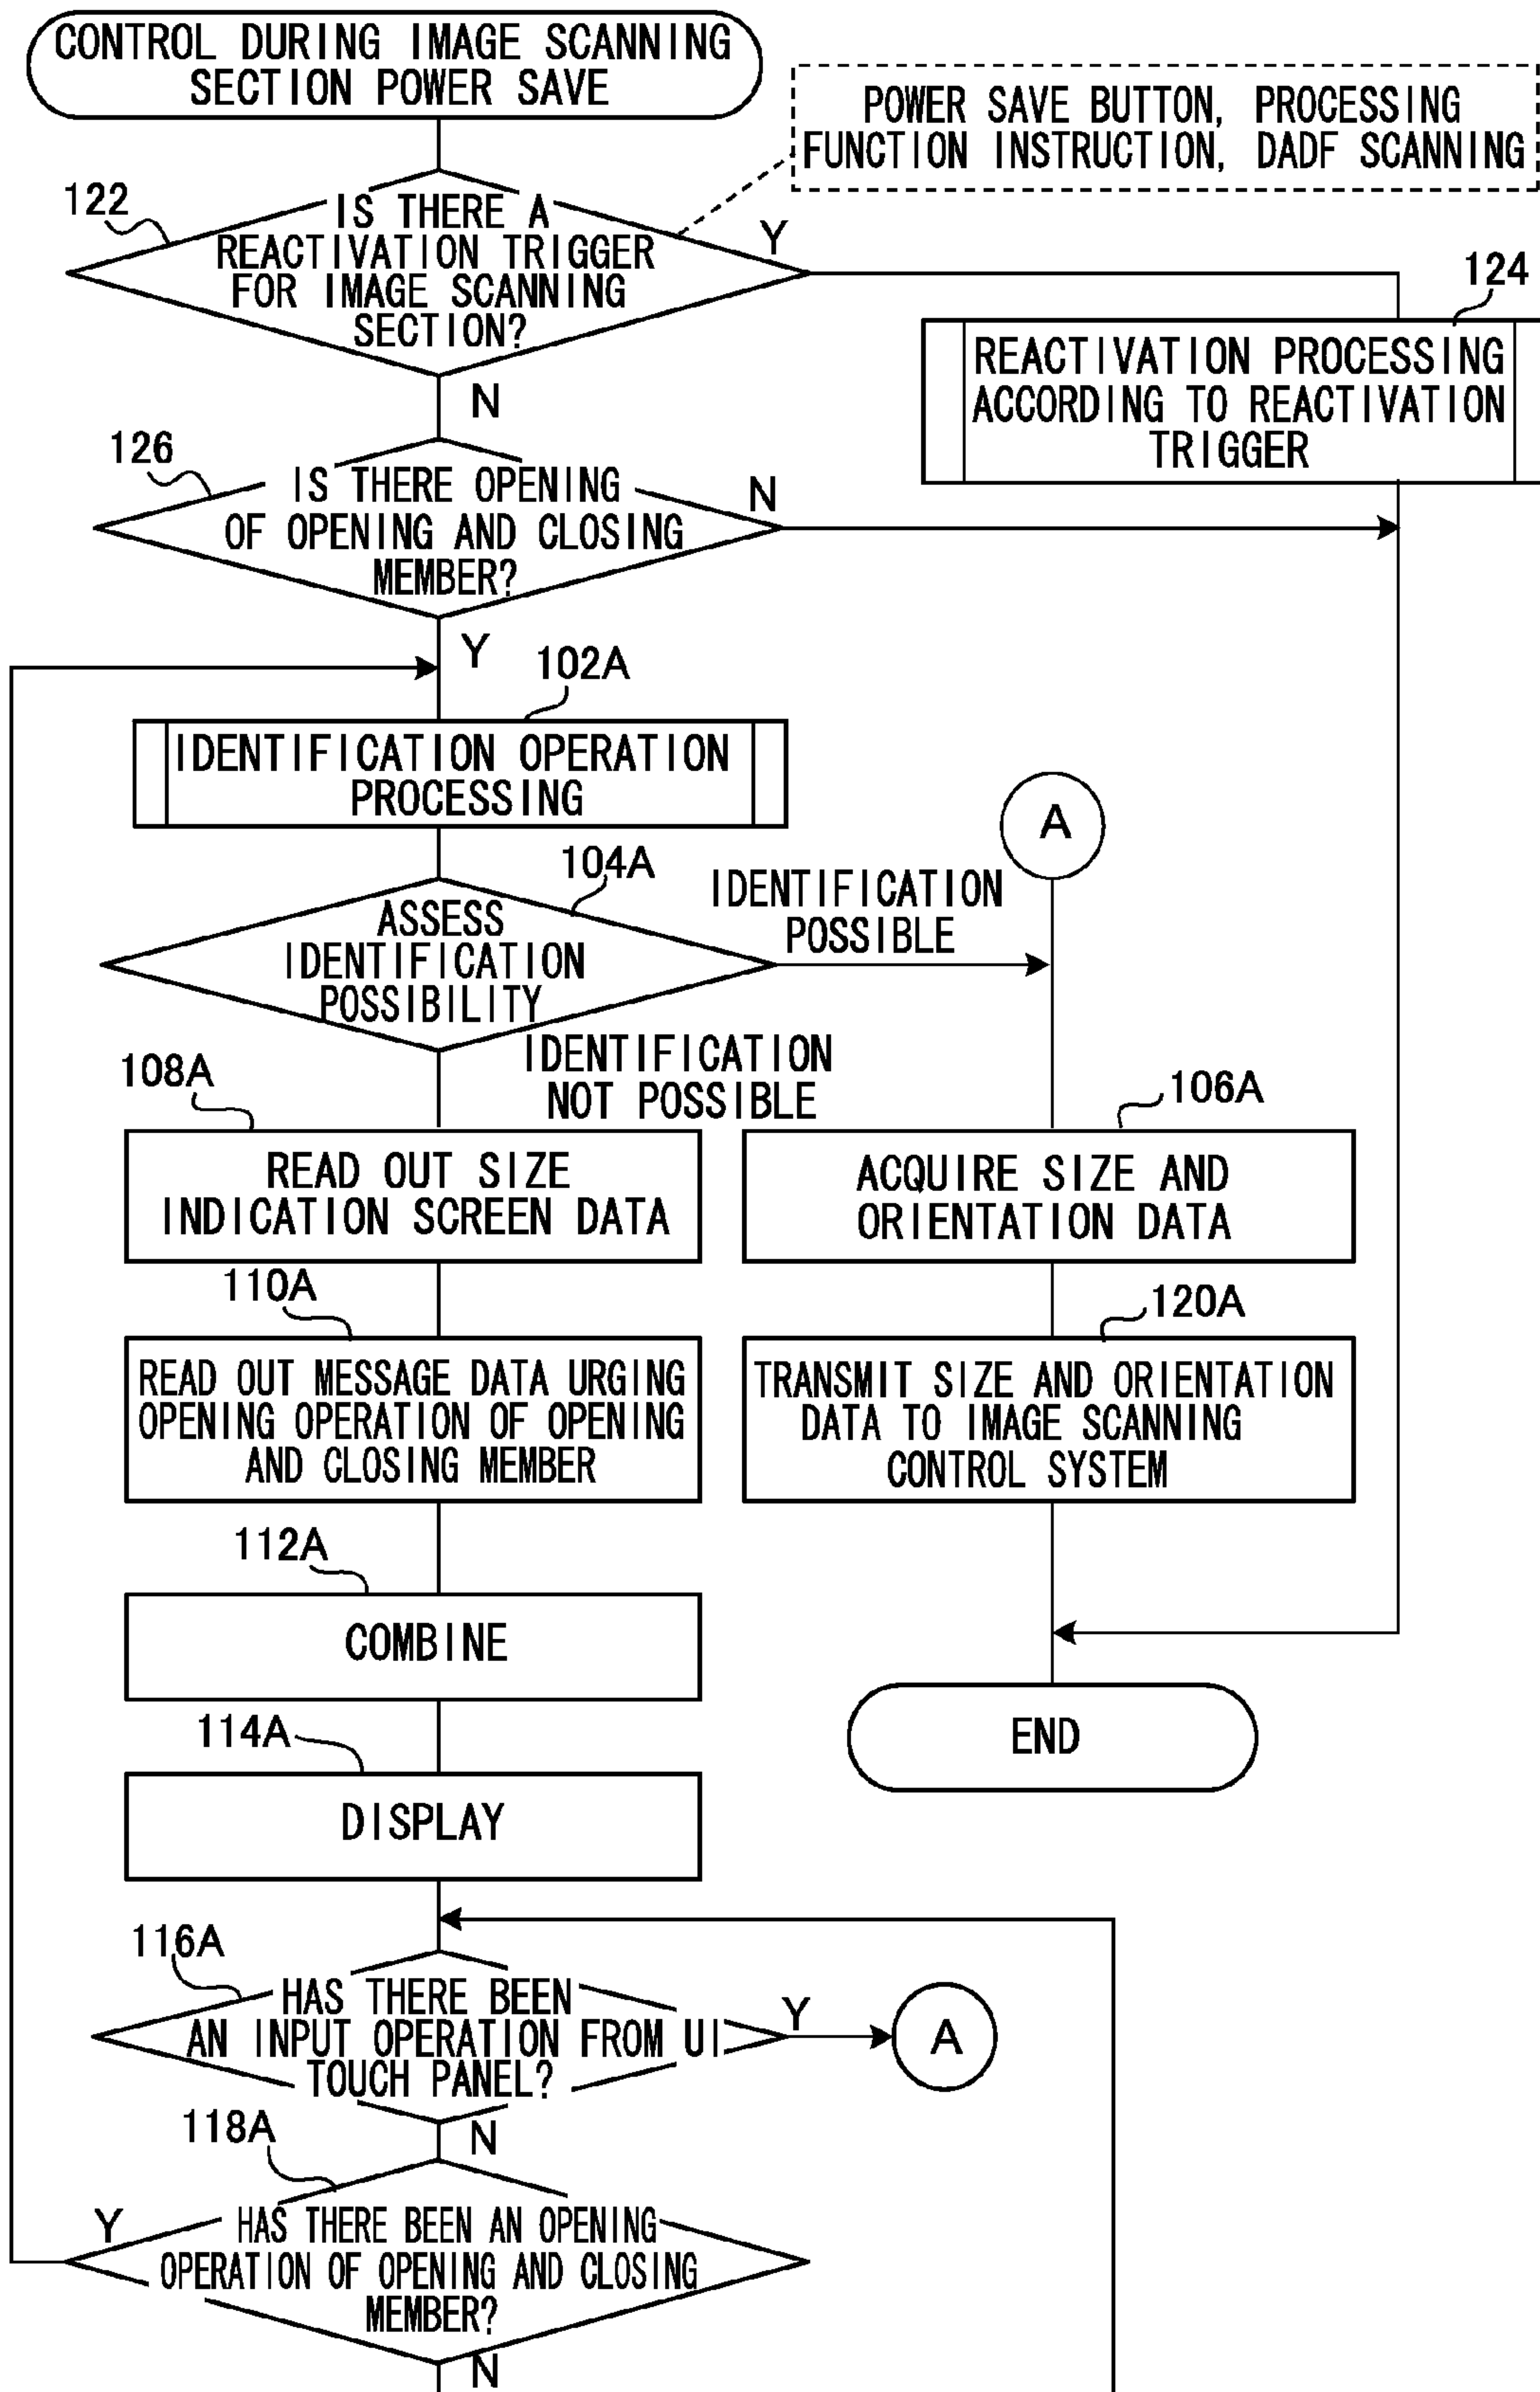 CONTROL DURING IMAGE SCANNING
SECTION POWER SAVE
POWER SAVE BUTTON, PROCESSING
FUNCTION INSTRUCTION, DADF SCANNING
122
IS THERE A
REACTIVATION TRIGGER
FOR IMAGE SCANNING
SECTION?
Y
N
124
REACTIVATION PROCESSING
ACCORDING TO REACTIVATION
TRIGGER
126
IS THERE OPENING
OF OPENING AND CLOSING
MEMBER?
N
Y
102A
IDENTIFICATION OPERATION
PROCESSING
A
104A
ASSESS
IDENTIFICATION
POSSIBILITY
IDENTIFICATION
POSSIBLE
IDENTIFICATION
NOT POSSIBLE
108A
READ OUT SIZE
INDICATION SCREEN DATA
106A
ACQUIRE SIZE AND
ORIENTATION DATA
110A
READ OUT MESSAGE DATA URGING
OPENING OPERATION OF OPENING
AND CLOSING MEMBER
120A
TRANSMIT SIZE AND ORIENTATION
DATA TO IMAGE SCANNING
CONTROL SYSTEM
112A
COMBINE
END
114A
DISPLAY
116A
HAS THERE BEEN
AN INPUT OPERATION FROM UI
TOUCH PANEL?
Y
A
N
118A
HAS THERE BEEN AN OPENING
OPERATION OF OPENING AND CLOSING
MEMBER?
Y
N